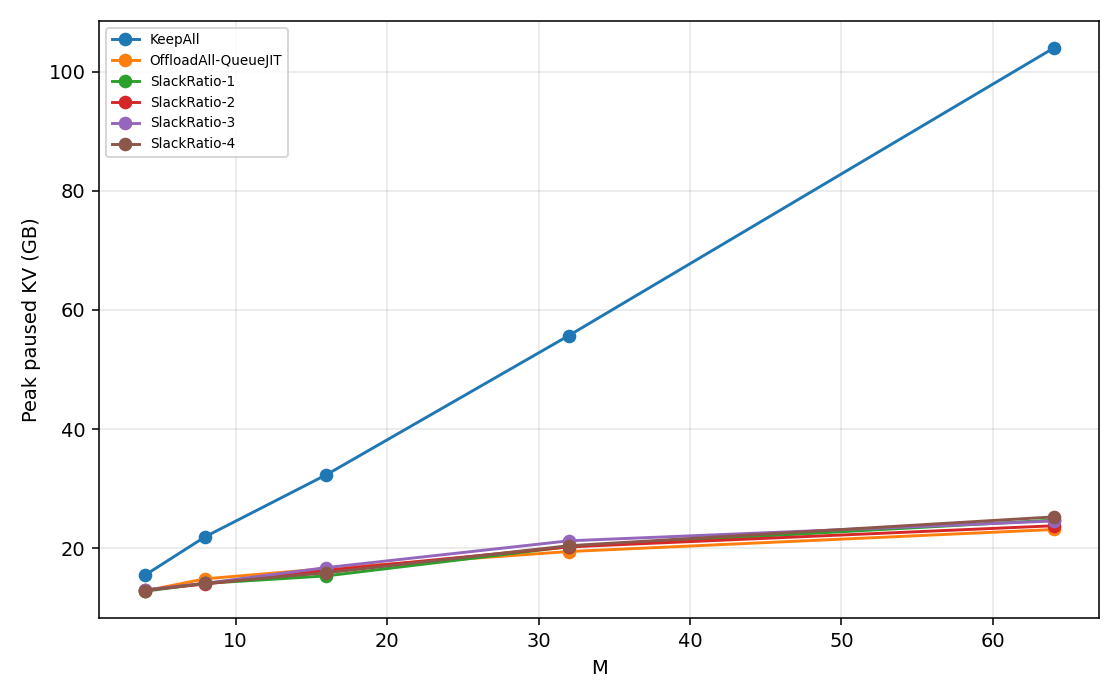 KeepAll
OffloadAll-QueueJIT
SlackRatio-1
SlackRatio-2
SlackRatio-3
SlackRatio-4
100
80
60
40
20
Peak paused KV (GB)
10 20 30 40 50 60
M